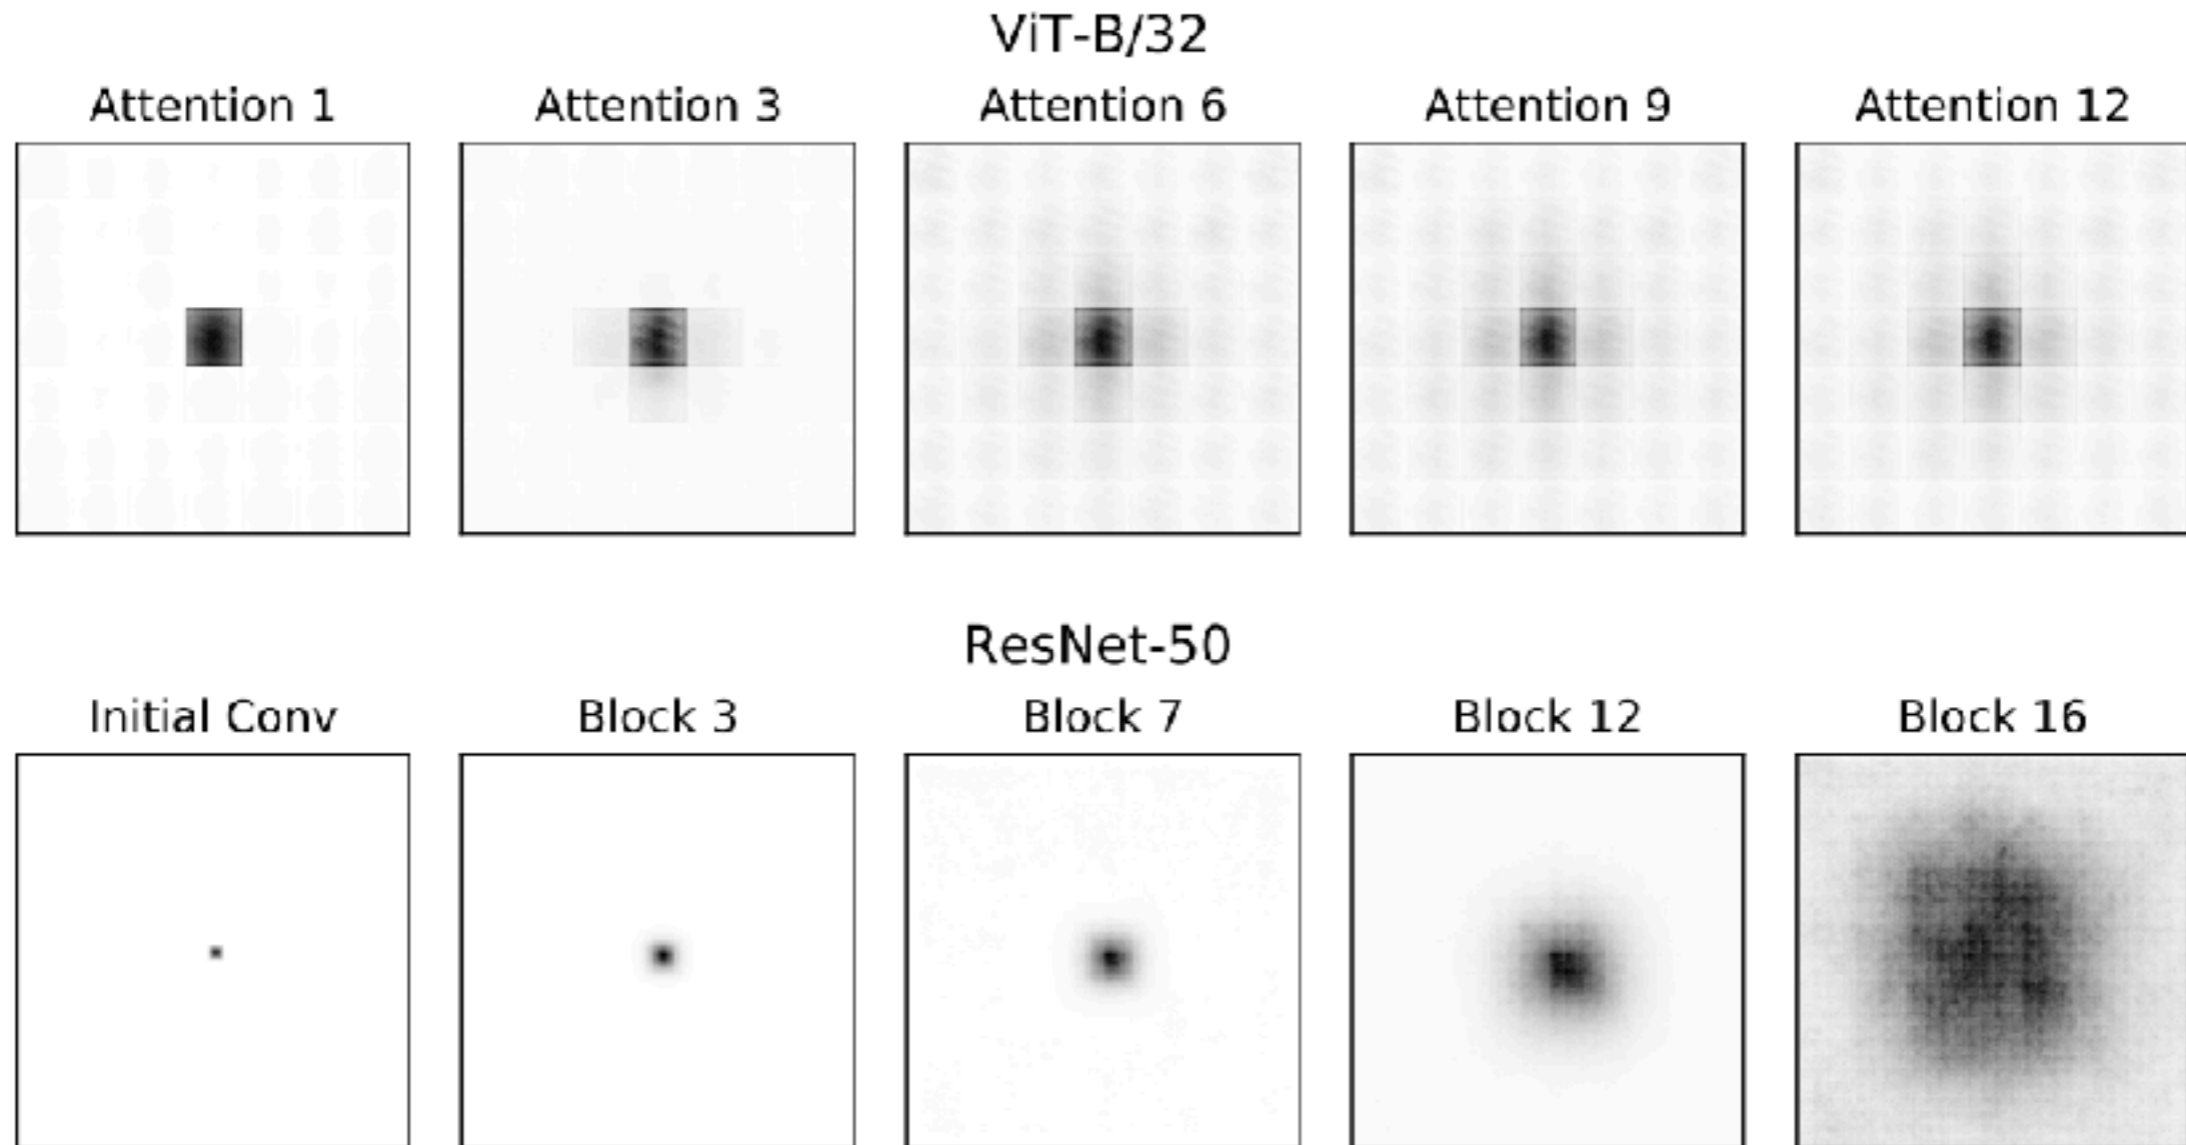 ViT-B/32
Attention 1 Attention 3 Attention 6 Attention 9 Attention 12
ResNet-50
Initial Conv Block 3 Block 7 Block 12 Block 16